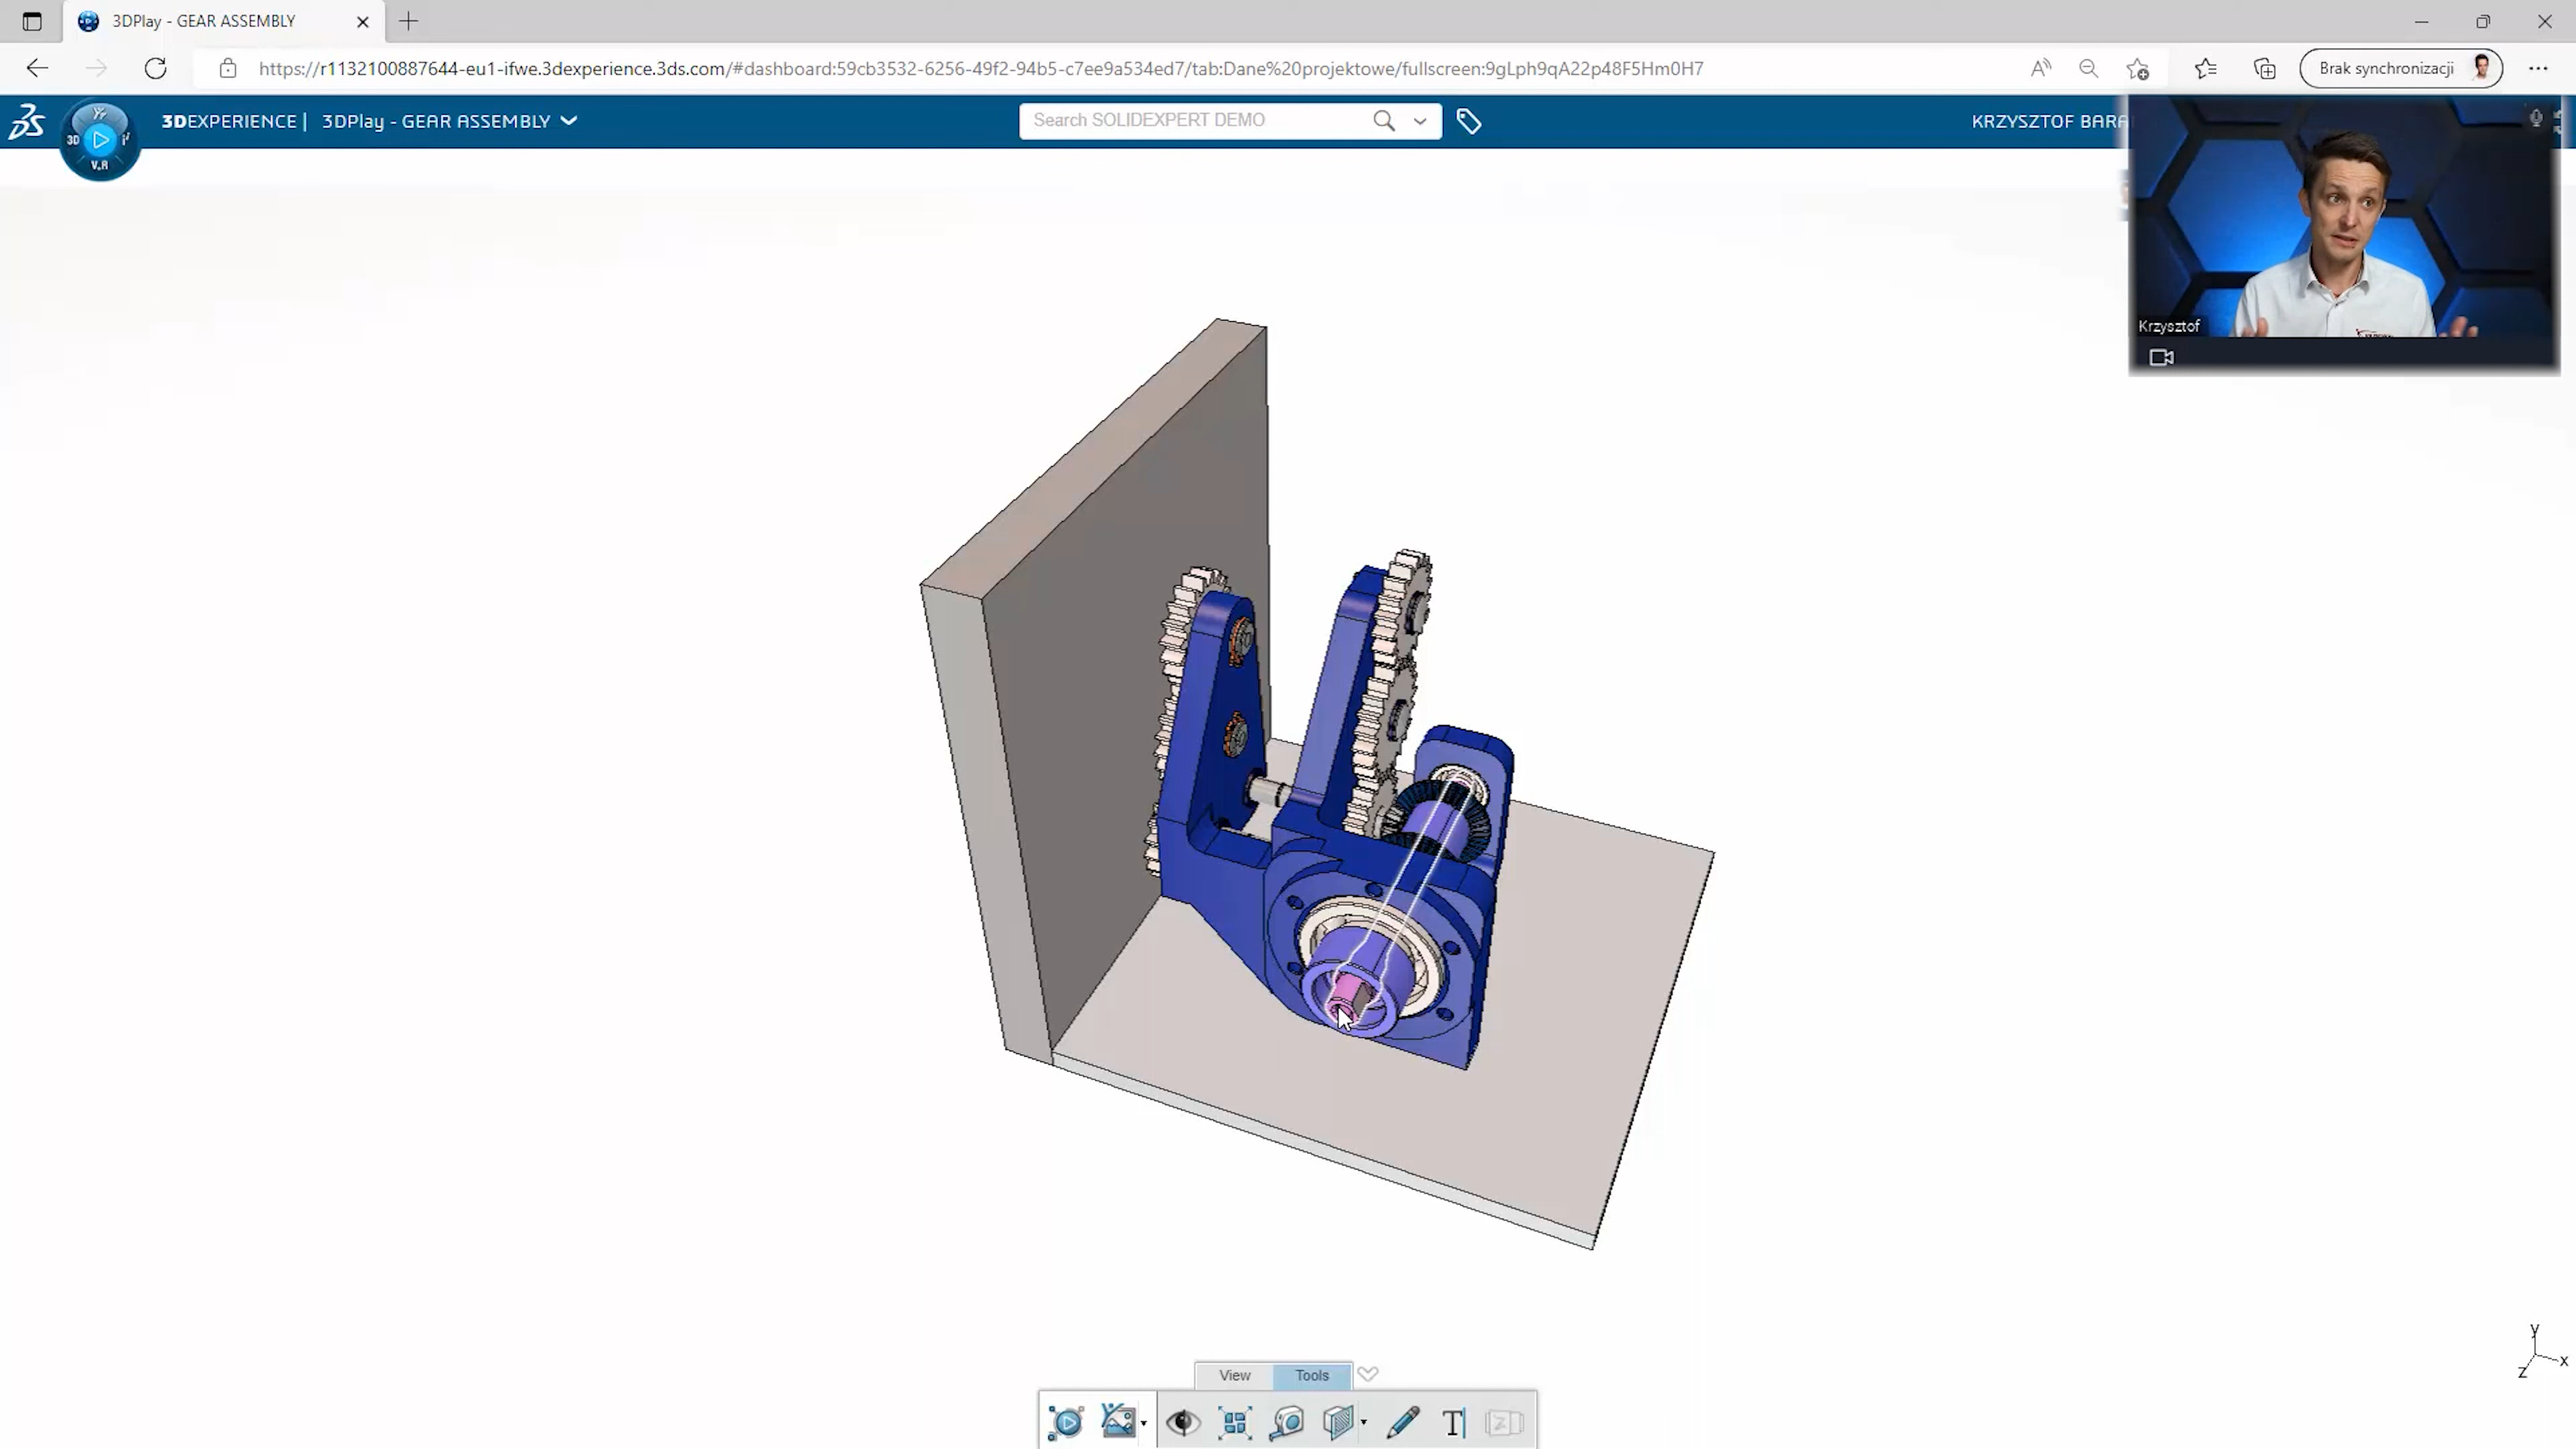 3DPlay - GEAR ASSEMBLY
https://r1132100887644-eu1-ifwe.3dexperience.3ds.com/#dashboard:59cb3532-6256-49f2-94b5-c7ee9a534ed7/tab:Dane%20projektowe/fullscreen:9gLph9qA22p48F5Hm0H7
Brak synchronizacji
3DEXPERIENCE | 3DPlay - GEAR ASSEMBLY
Search SOLIDEXPERT DEMO
KRZYSZTOF BARA
3D
V.R
Krzysztof
y
x
z
View
Tools